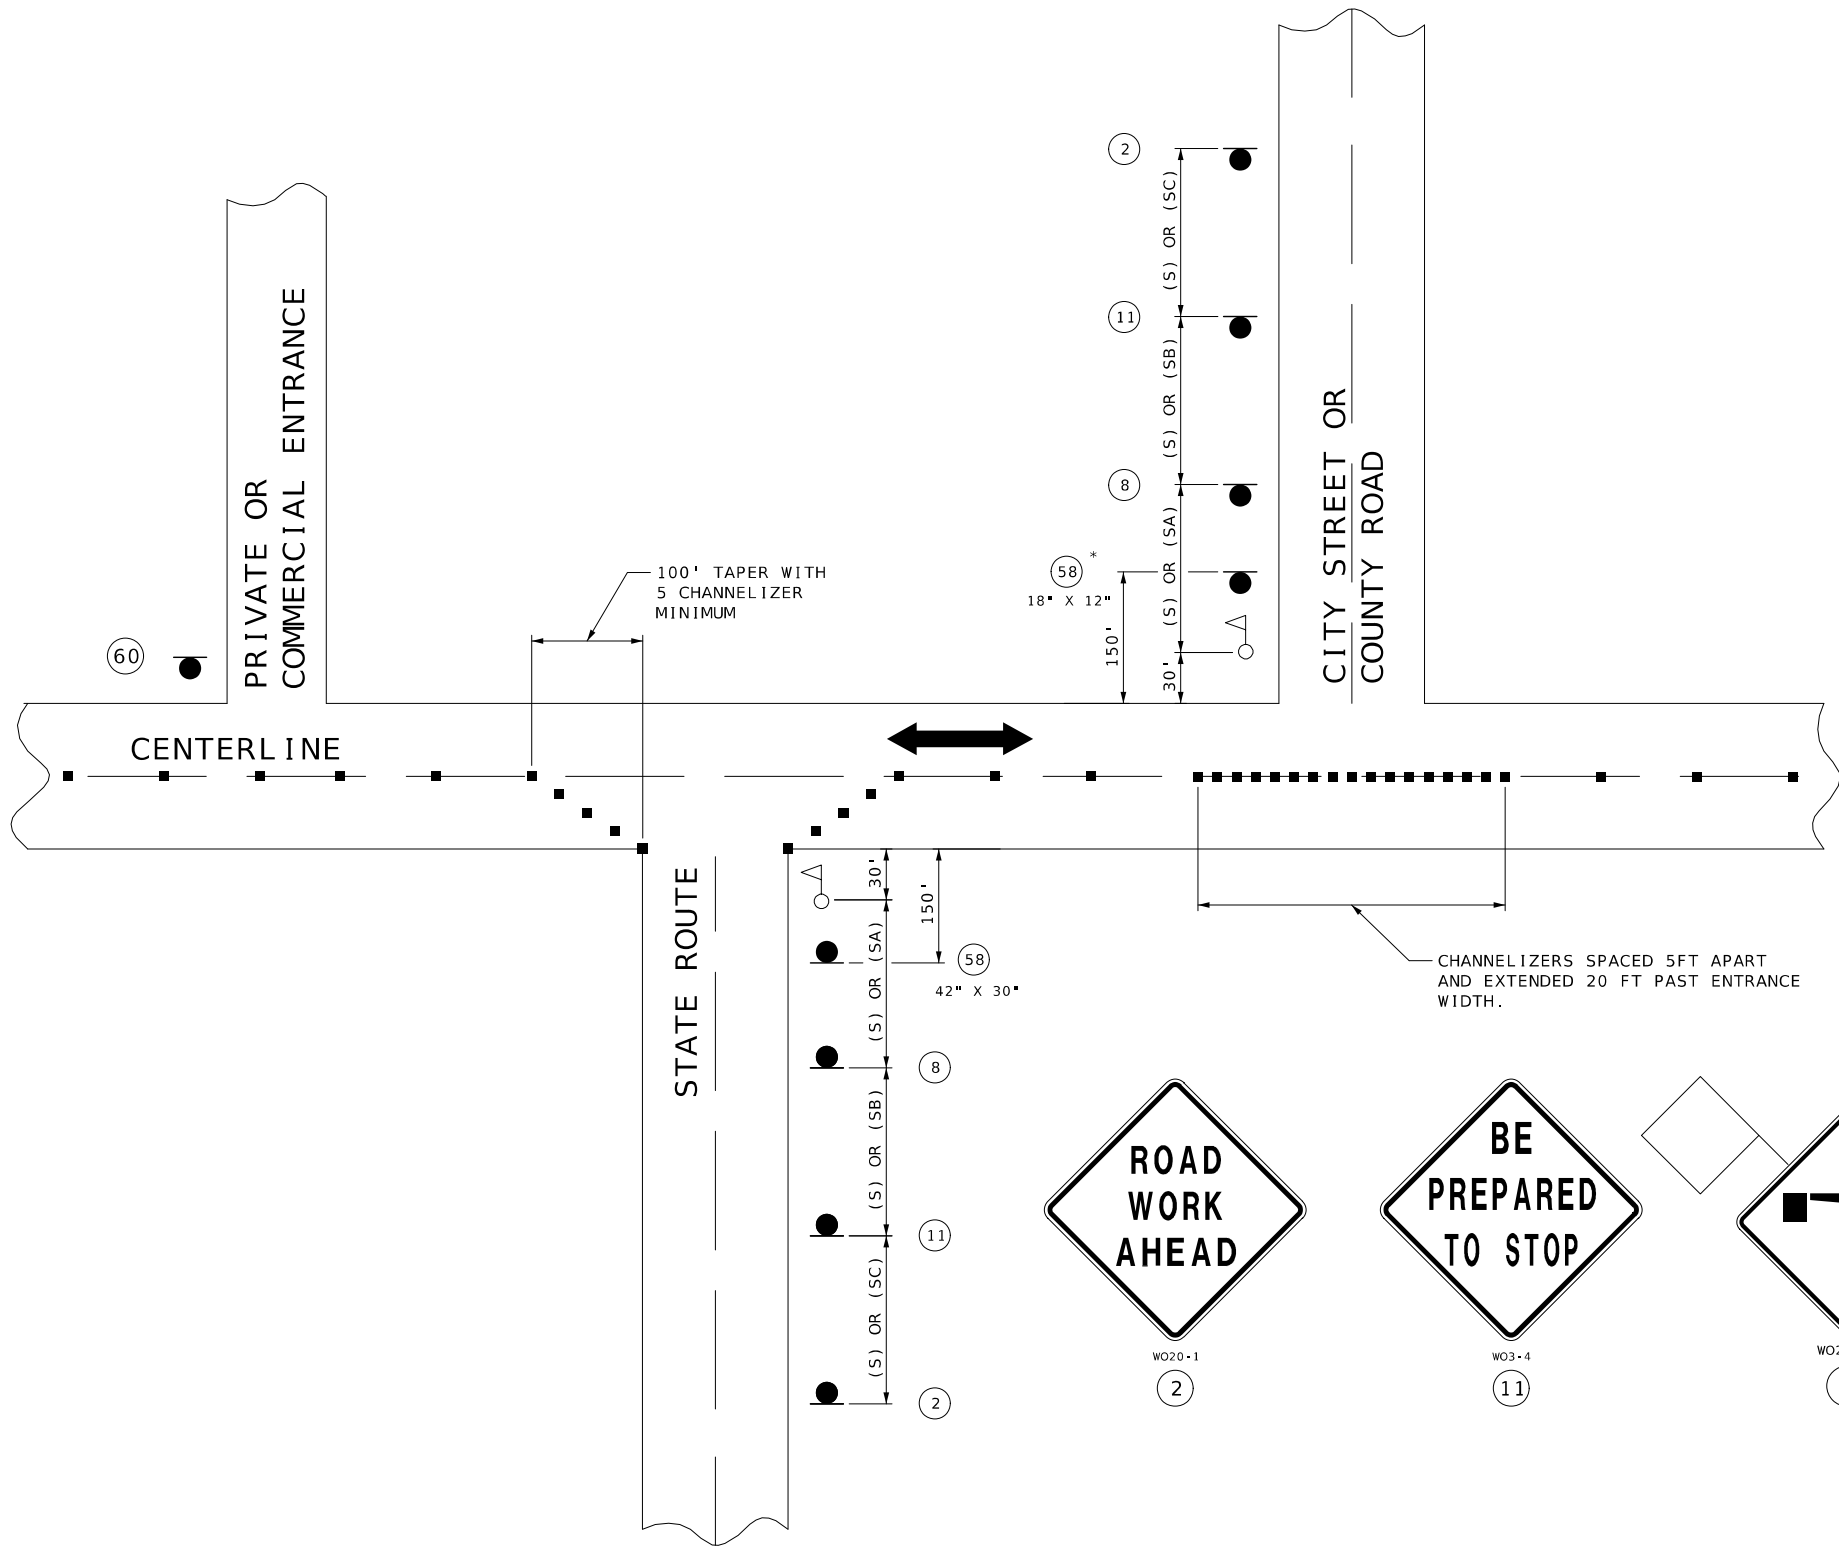 2
(S) OR (SC)
11
(S) OR (SB)
8
(S) OR (SA)
58 *
18" X 12"
150'
30'
CITY STREET OR
COUNTY ROAD
PRIVATE OR
COMMERCIAL ENTRANCE
60
100' TAPER WITH
5 CHANNELIZER
MINIMUM
CENTERLINE
STATE ROUTE
30'
150'
(S) OR (SA)
58
42" X 30"
8
(S) OR (SB)
11
(S) OR (SC)
2
CHANNELIZERS SPACED 5FT APART
AND EXTENDED 20 FT PAST ENTRANCE
WIDTH.
ROAD
WORK
AHEAD
WO20-1
2
BE
PREPARED
TO STOP
WO3-4
11